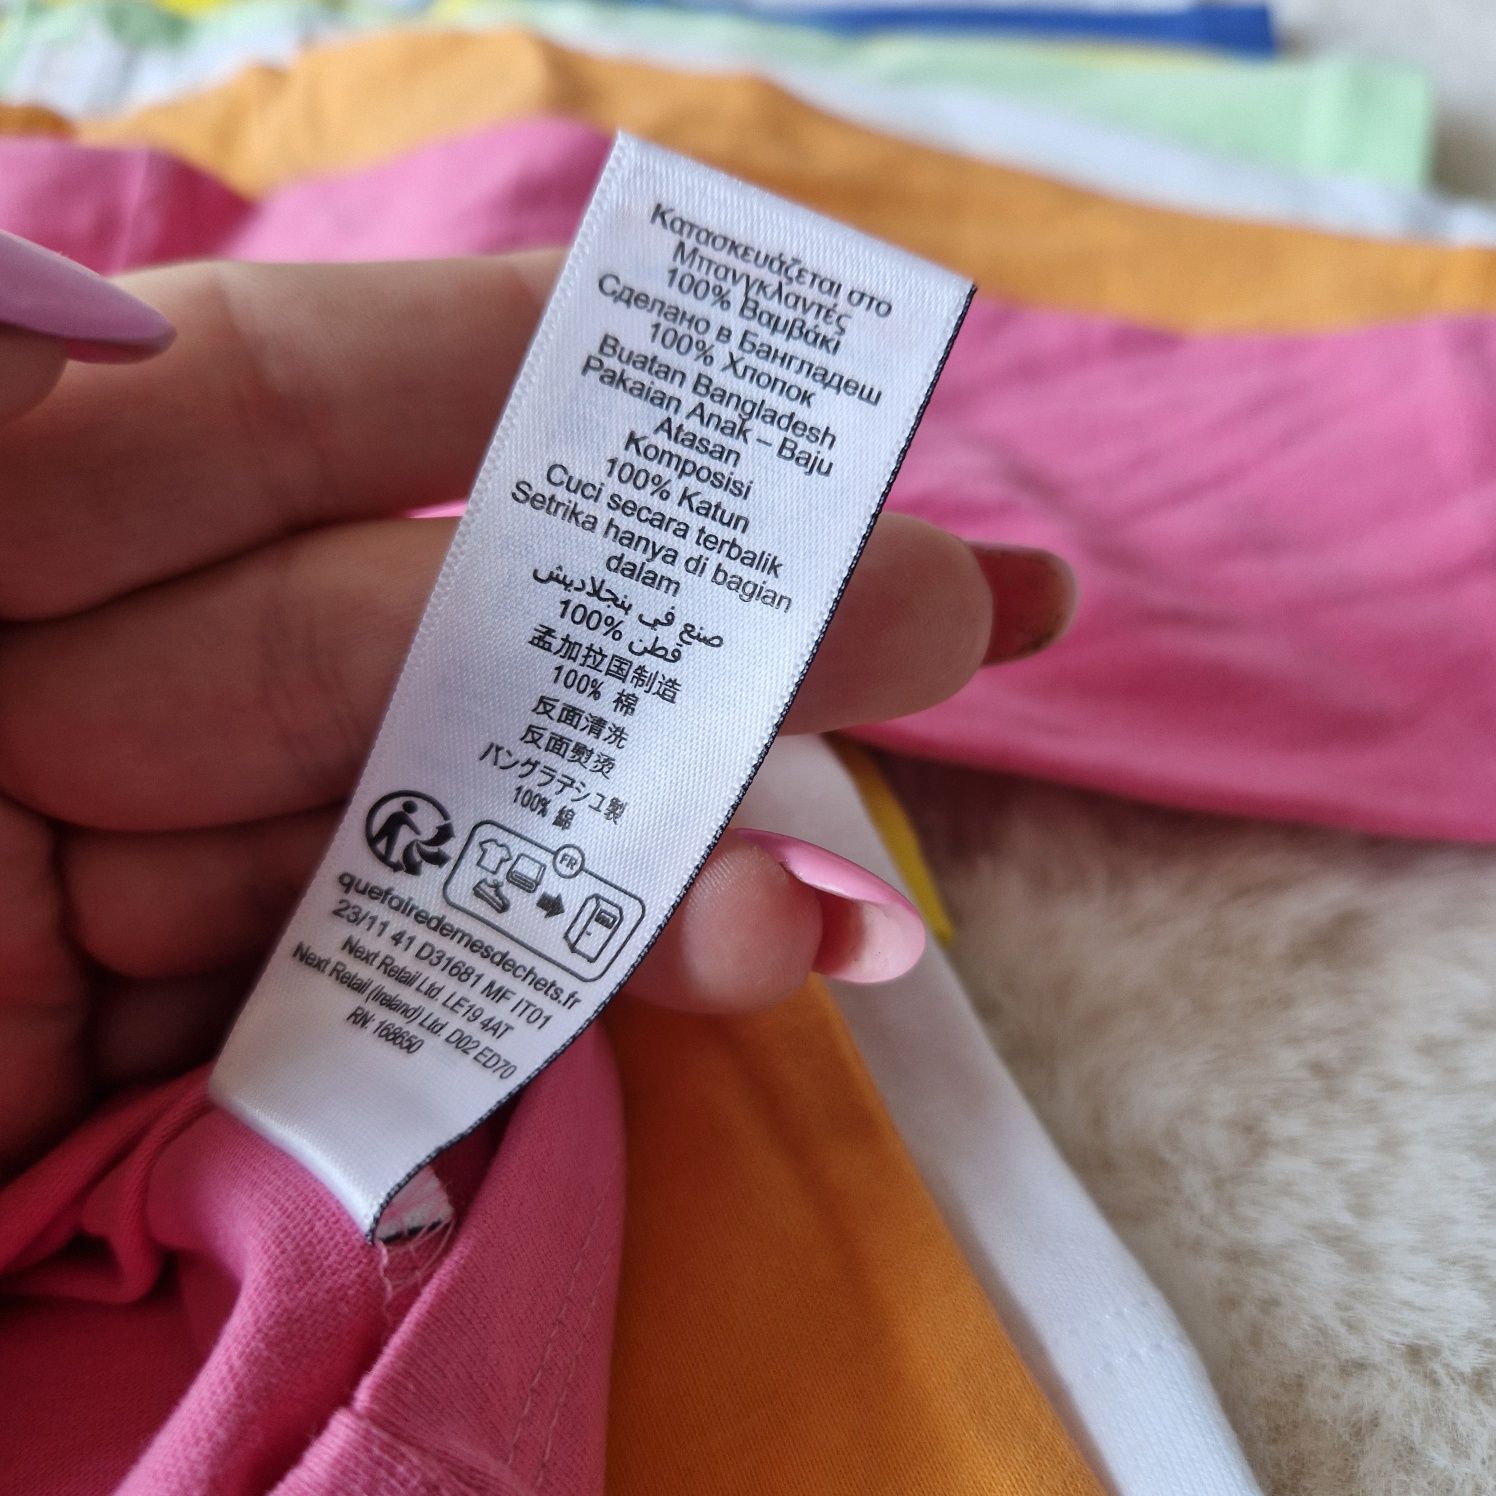 Κατασκευάζεται στο
Μπανγκλαντές
100% Βαμβάκι
Сделано в Бангладеш
100% Хлопок
Buatan Bangladesh
Pakaian Anak – Baju
Atasan
Komposisi
100% Katun
Cuci secara terbalik
Setrika hanya di bagian
dalam
صنع في بنجلاديش
100% قطن
孟加拉国制造
100% 棉
反面清洗
反面熨烫
バングラデシュ製
100% 綿
FR
quefairedemesdechets.fr
23/11 41 D31681 MF IT01
Next Retail Ltd. LE19 4AT
Next Retail (Ireland) Ltd. D02 ED70
RN: 168650